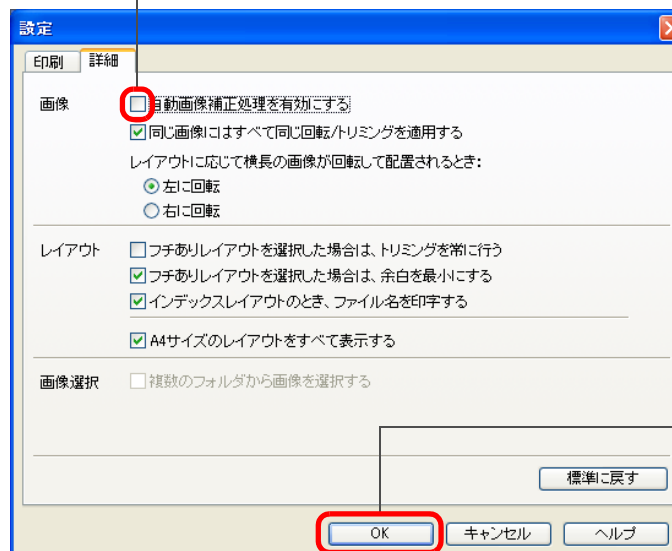 設定
印刷 詳細
画像 自動画像補正処理を有効にする
同じ画像にはすべて同じ回転/トリミングを適用する
レイアウトに応じて横長の画像が回転して配置されるとき:
左に回転
右に回転
レイアウト フチありレイアウトを選択した場合は、トリミングを常に行う
フチありレイアウトを選択した場合は、余白を最小にする
インデックスレイアウトのとき、ファイル名を印字する
A4サイズのレイアウトをすべて表示する
画像選択 複数のフォルダから画像を選択する
標準に戻す
OK キャンセル ヘルプ